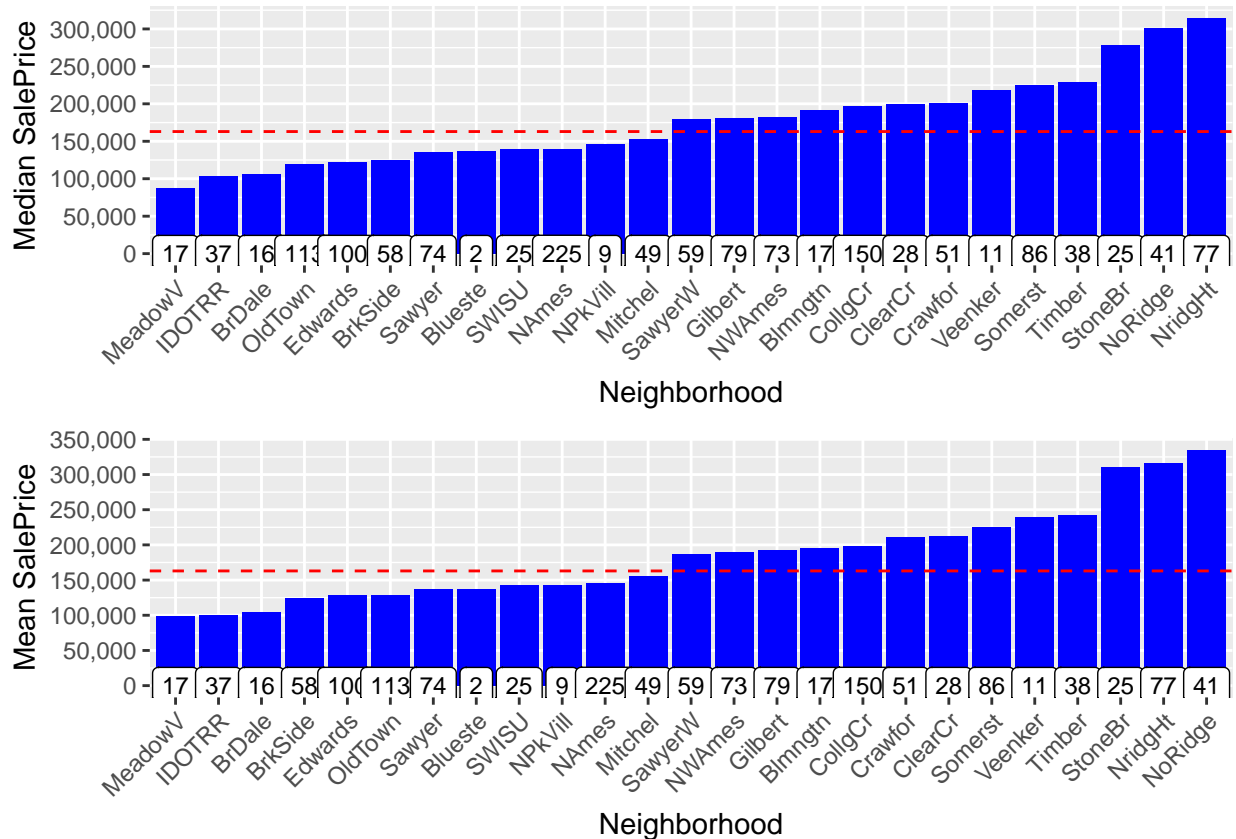 Median SalePrice
300,000
250,000
200,000
150,000
100,000
50,000
0
17 37 16 113 100 58 74 2 25 225 9 49 59 79 73 17 150 28 51 11 86 38 25 41 77
MeadowV IDOTRR BrDale OldTown Edwards BrkSide Sawyer Blueste SWISU NAmes NPkVill Mitchel SawyerW Gilbert NWAmes Blmngtn CollgCr ClearCr Crawfor Veenker Somerst Timber StoneBr NoRidge NridgHt
Neighborhood
Mean SalePrice
350,000
300,000
250,000
200,000
150,000
100,000
50,000
0
17 37 16 58 100 113 74 2 25 9 225 49 59 73 79 17 150 51 28 86 11 38 25 77 41
MeadowV IDOTRR BrDale BrkSide Edwards OldTown Sawyer Blueste SWISU NPkVill NAmes Mitchel SawyerW NWAmes Gilbert Blmngtn CollgCr Crawfor ClearCr Somerst Veenker Timber StoneBr NridgHt NoRidge
Neighborhood